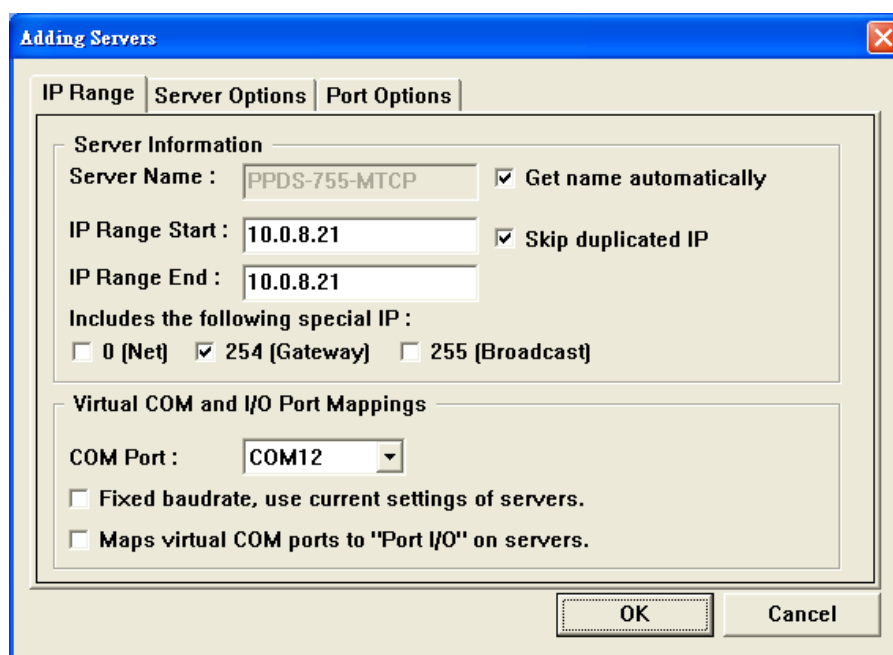 Adding Servers
IP Range Server Options Port Options
Server Information
Server Name : PPDS-755-MTCP Get name automatically
IP Range Start : 10.0.8.21 Skip duplicated IP
IP Range End : 10.0.8.21
Includes the following special IP :
0 (Net) 254 (Gateway) 255 (Broadcast)
Virtual COM and I/O Port Mappings
COM Port : COM12
Fixed baudrate, use current settings of servers.
Maps virtual COM ports to "Port I/O" on servers.
OK Cancel